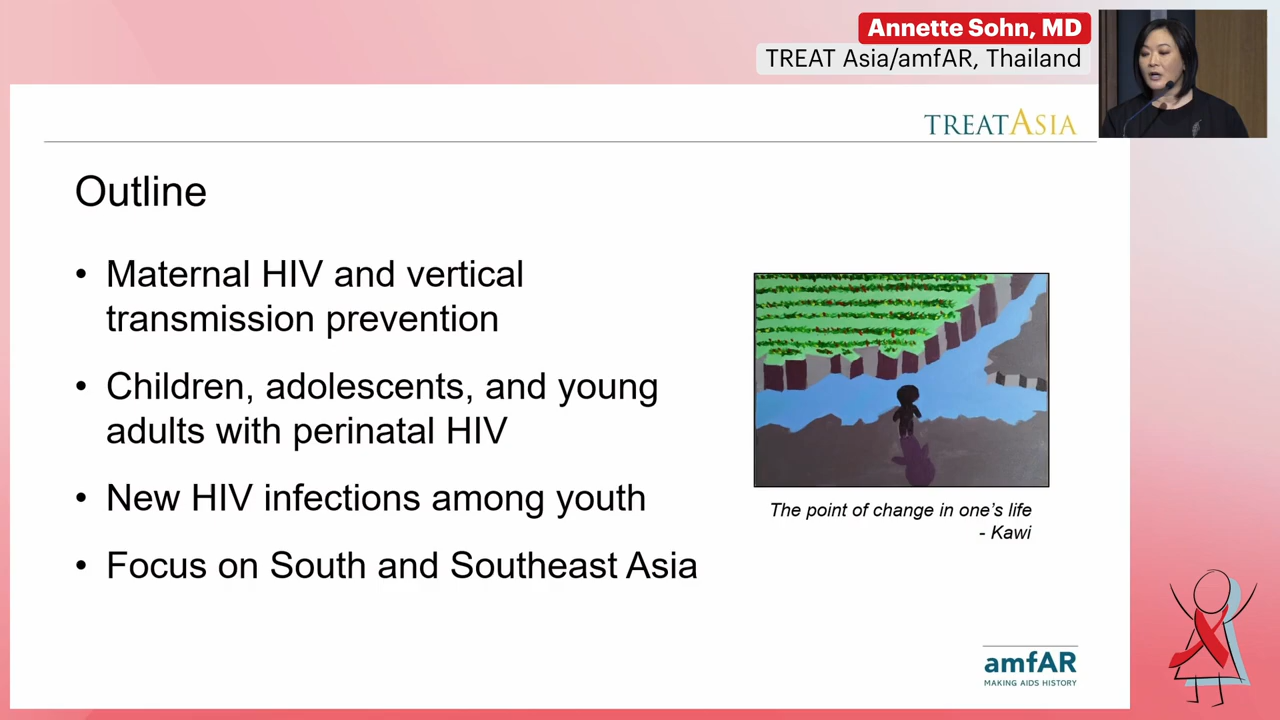 Annette Sohn, MD
TREAT Asia/amfAR, Thailand
TREATASIA
Outline
• Maternal HIV and vertical
transmission prevention
• Children, adolescents, and young
adults with perinatal HIV
• New HIV infections among youth
• Focus on South and Southeast Asia
The point of change in one's life
- Kawi
amfAR
MAKING AIDS HISTORY